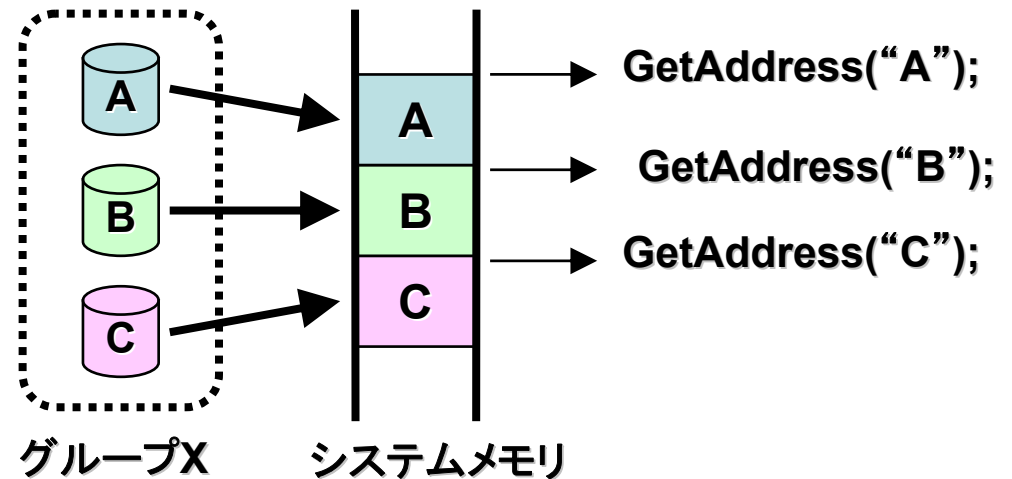 A
B
C
グループX
A
B
C
システムメモリ
GetAddress(“A”);
GetAddress(“B”);
GetAddress(“C”);